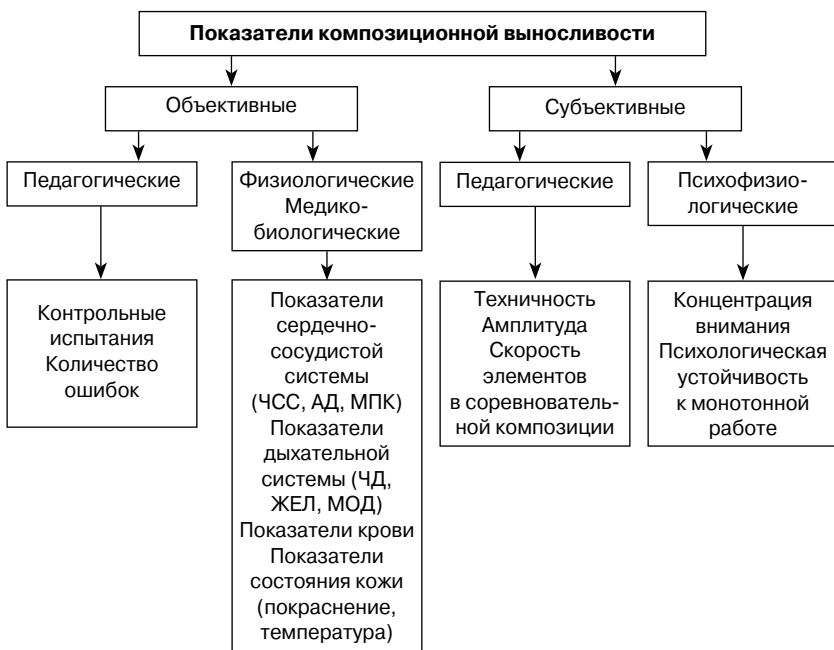 Показатели композиционной выносливости
Объективные
Субъективные
Педагогические
Физиологические
Медико-
биологические
Педагогические
Психофизио-
логические
Контрольные
испытания
Количество
ошибок
Показатели
сердечно-
сосудистой
системы
(ЧСС, АД, МПК)
Показатели
дыхательной
системы (ЧД,
ЖЕЛ, МОД)
Показатели крови
Показатели
состояния кожи
(покраснение,
температура)
Техничность
Амплитуда
Скорость
элементов
в соревнователь-
ной композиции
Концентрация
внимания
Психологическая
устойчивость
к монотонной
работе